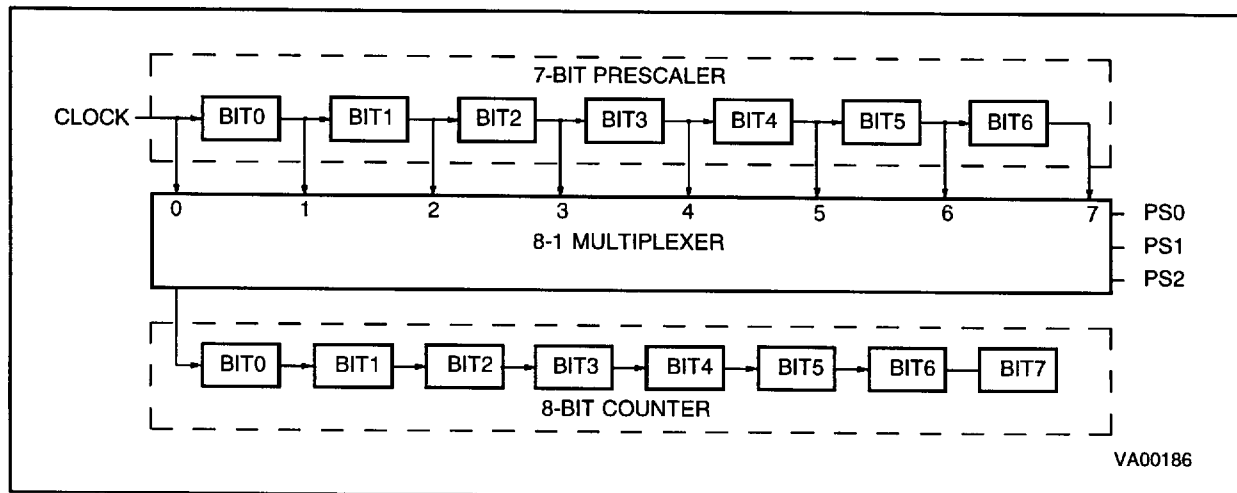 7-BIT PRESCALER
CLOCK BIT0 BIT1 BIT2 BIT3 BIT4 BIT5 BIT6
0 1 2 3 4 5 6 7 PS0
8-1 MULTIPLEXER PS1
PS2
BIT0 BIT1 BIT2 BIT3 BIT4 BIT5 BIT6 BIT7
8-BIT COUNTER
VA00186